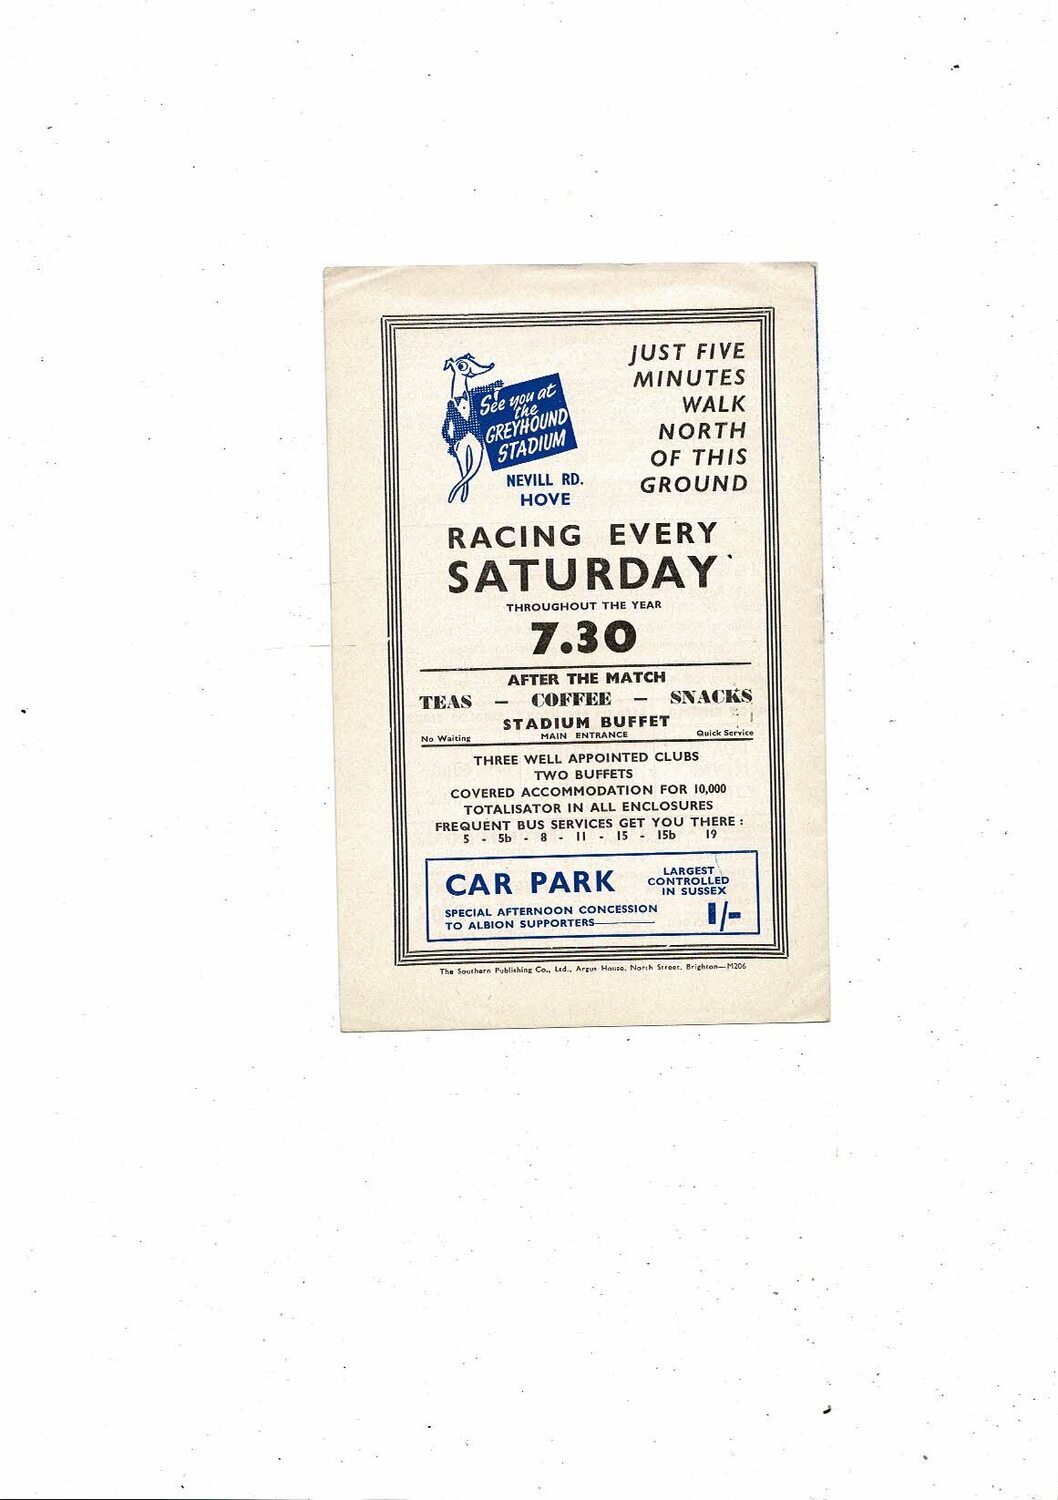 See you at
the
GREYHOUND
STADIUM
NEVILL RD.
HOVE
JUST FIVE
MINUTES
WALK
NORTH
OF THIS
GROUND
RACING EVERY
SATURDAY
THROUGHOUT THE YEAR
7.30
AFTER THE MATCH
TEAS – COFFEE – SNACKS
STADIUM BUFFET
No Waiting MAIN ENTRANCE Quick Service
THREE WELL APPOINTED CLUBS
TWO BUFFETS
COVERED ACCOMMODATION FOR 10,000
TOTALISATOR IN ALL ENCLOSURES
FREQUENT BUS SERVICES GET YOU THERE :
5 - 5b - 8 - 11 - 15 - 15b 19
CAR PARK
LARGEST
CONTROLLED
IN SUSSEX
SPECIAL AFTERNOON CONCESSION
TO ALBION SUPPORTERS
1/-
The Southern Publishing Co., Ltd., Argus House, North Street, Brighton—M206